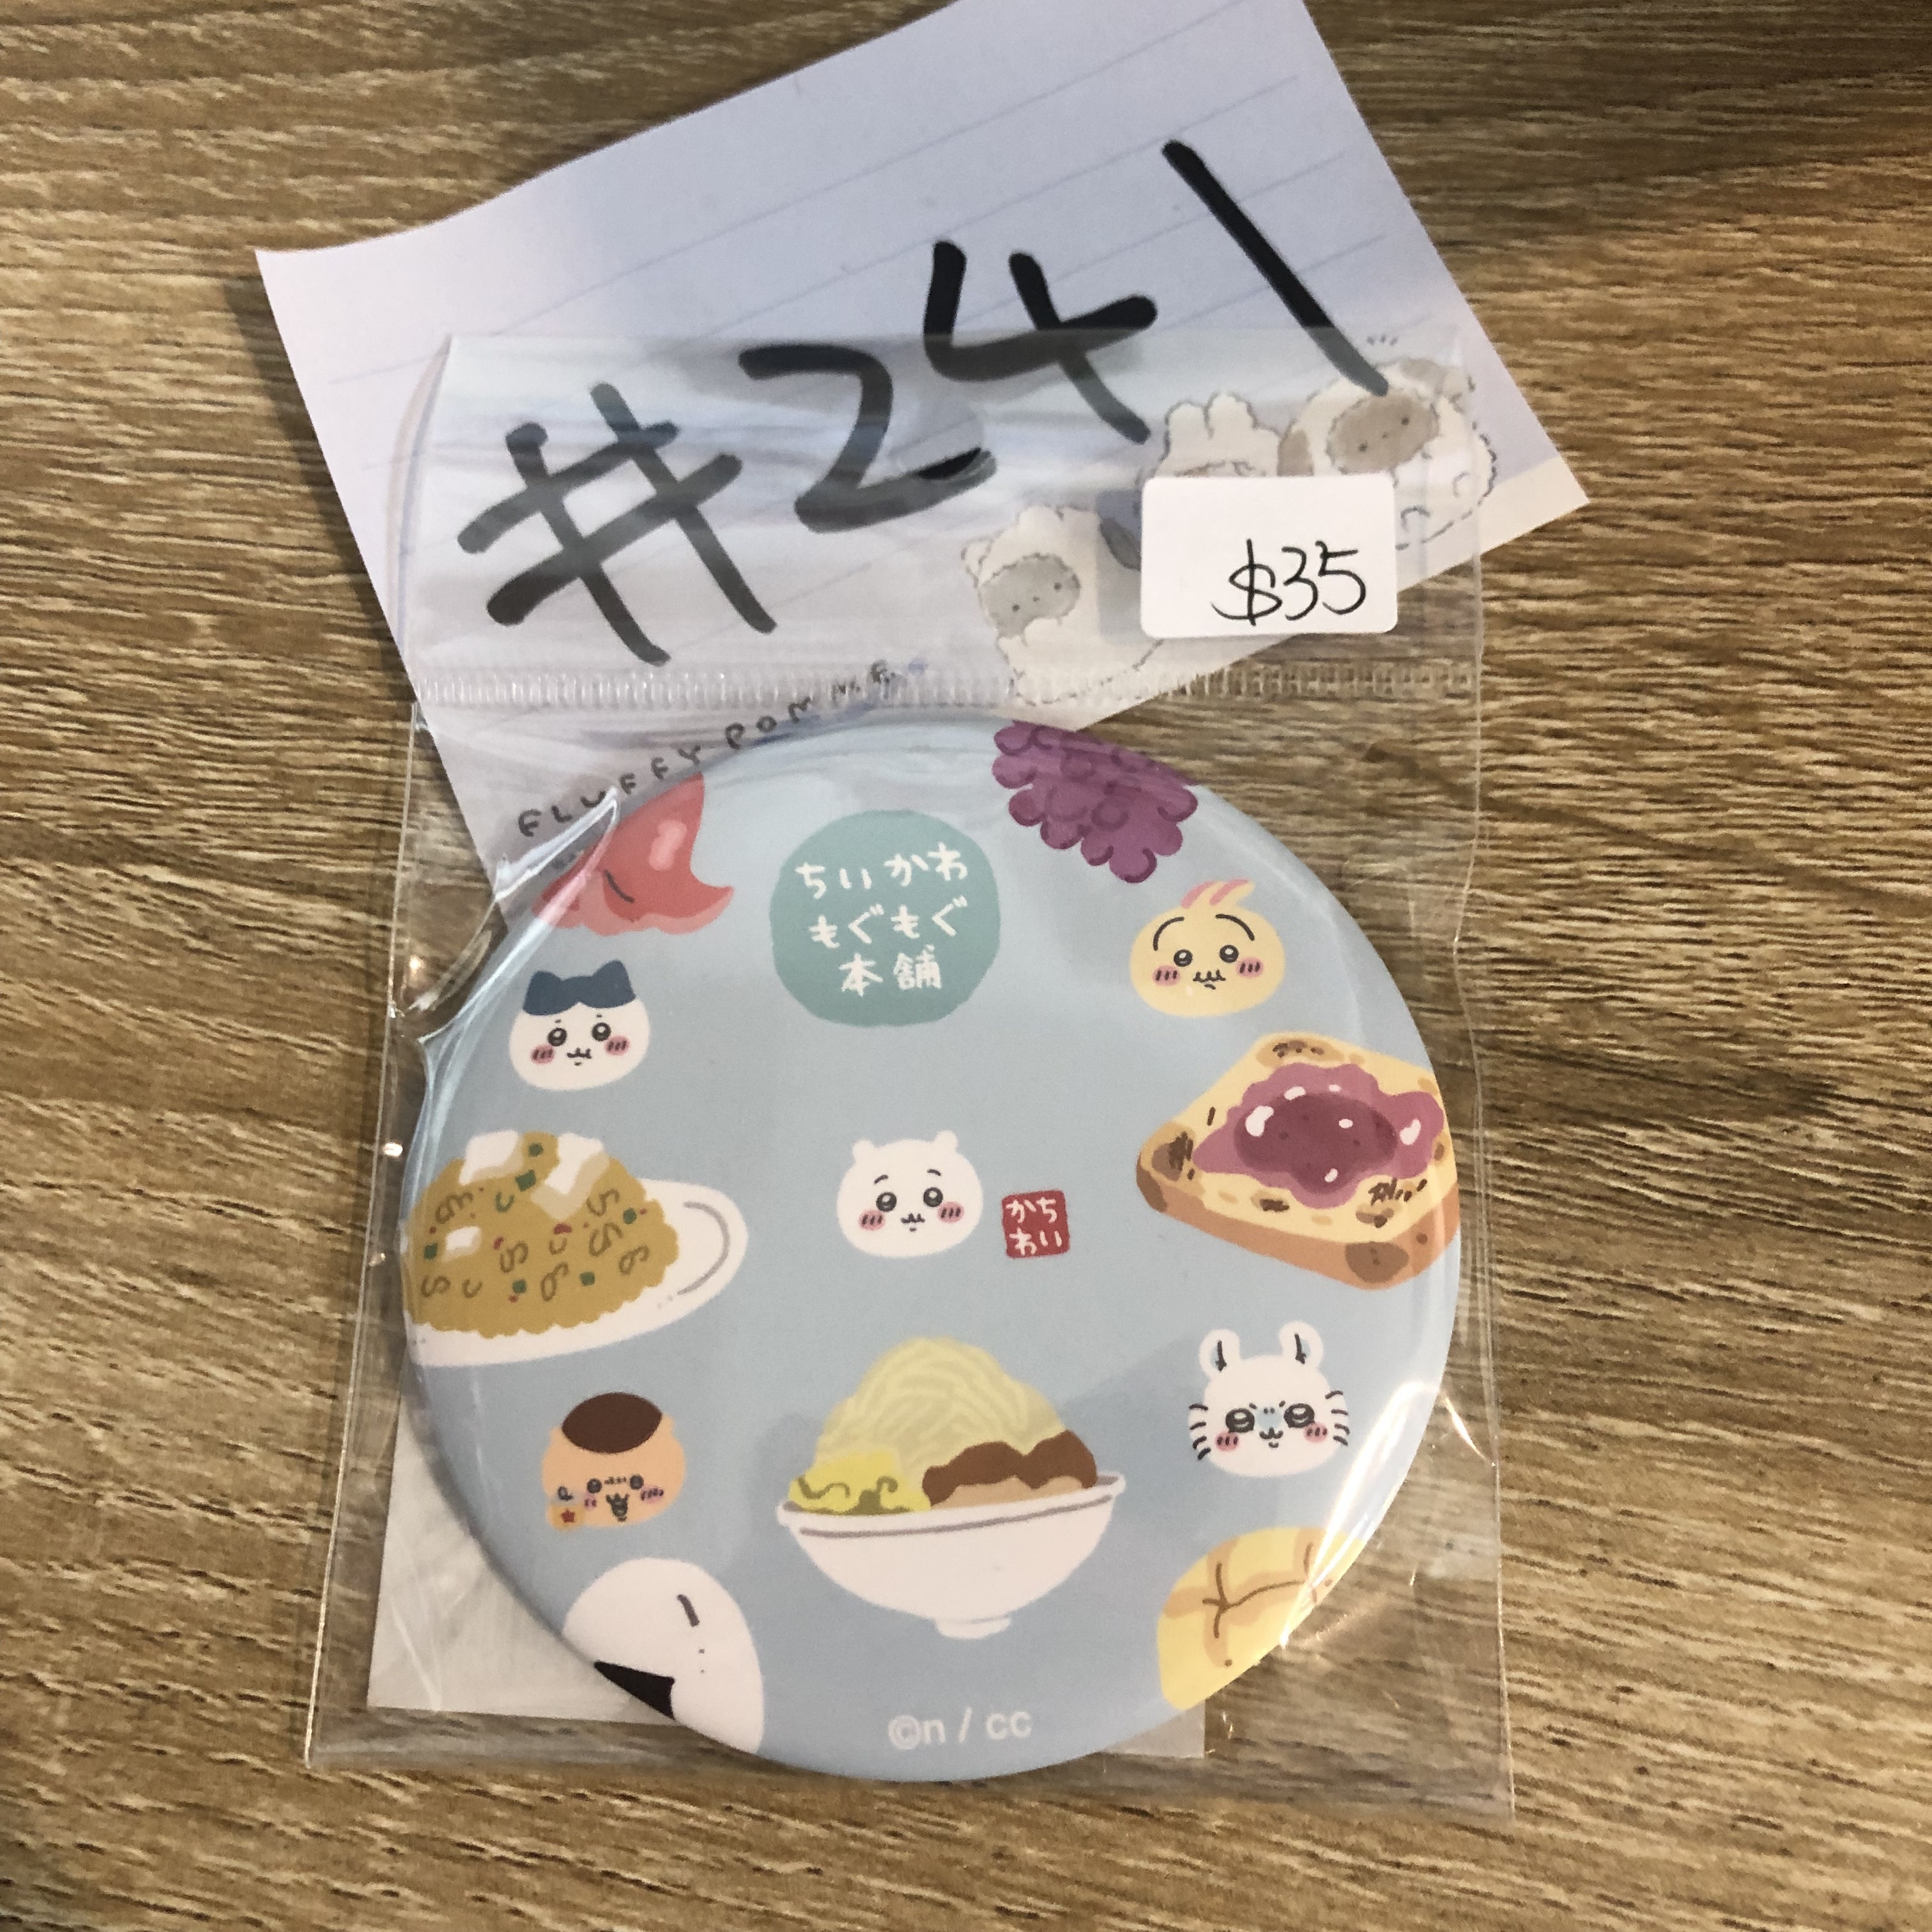 #241
$35
FLUFFY POMME
ちいかわ
もぐもぐ
本舗
ちい
かわ
©n / cc